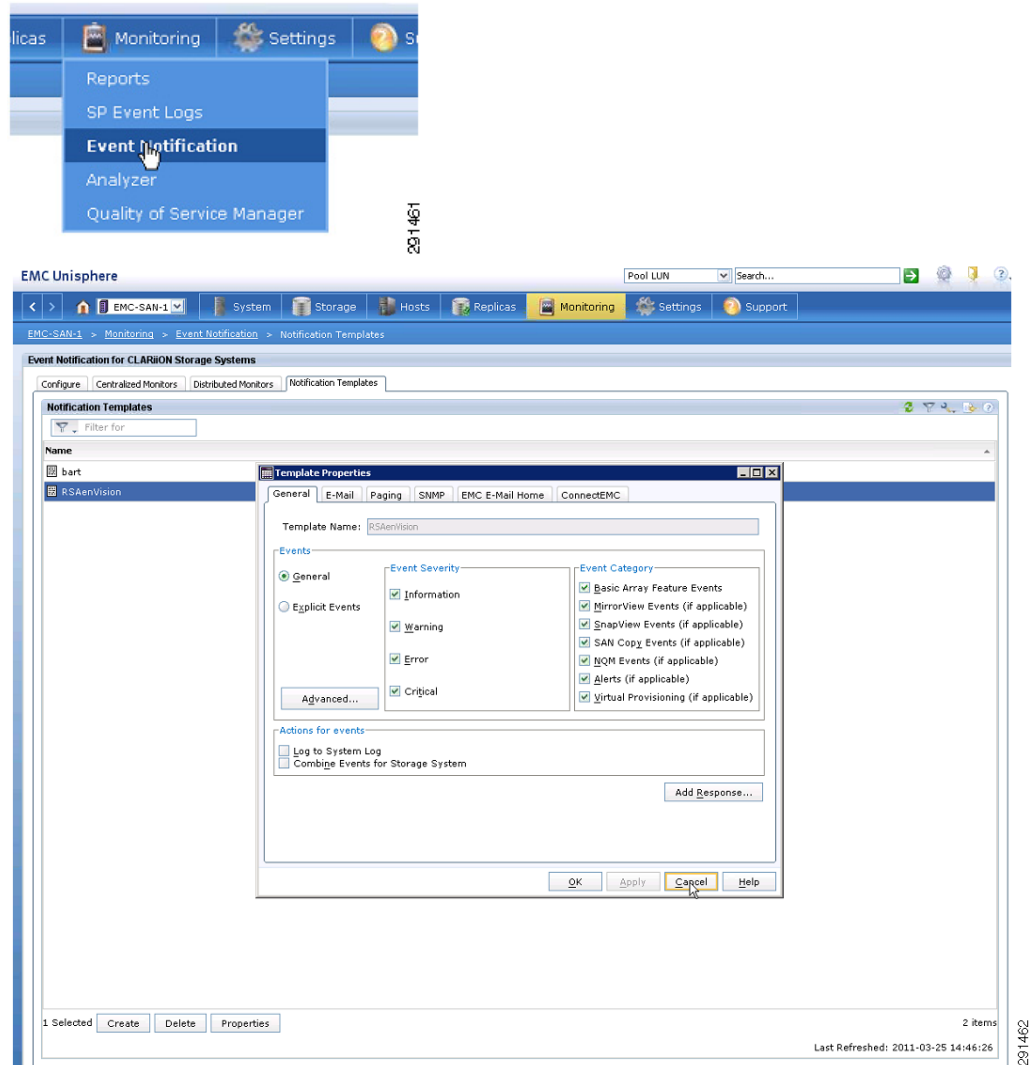 licas Monitoring Settings S
Reports
SP Event Logs
Event Notification
Analyzer
Quality of Service Manager
291461
EMC Unisphere Pool LUN Search...
EMC-SAN-1 System Storage Hosts Replicas Monitoring Settings Support
EMC-SAN-1 > Monitoring > Event Notification > Notification Templates
Event Notification for CLARiiON Storage Systems
Configure Centralized Monitors Distributed Monitors Notification Templates
Notification Templates
Filter for
Name
bart
RSAenVision
Template Properties
General E-Mail Paging SNMP EMC E-Mail Home ConnectEMC
Template Name: RSAenVision
Events
General
Explicit Events
Advanced...
Event Severity
Information
Warning
Error
Critical
Event Category
Basic Array Feature Events
MirrorView Events (if applicable)
SnapView Events (if applicable)
SAN Copy Events (if applicable)
NQM Events (if applicable)
Alerts (if applicable)
Virtual Provisioning (if applicable)
Actions for events
Log to System Log
Combine Events for Storage System
Add Response...
OK Apply Cancel Help
1 Selected Create Delete Properties 2 items
Last Refreshed: 2011-03-25 14:46:26
291462